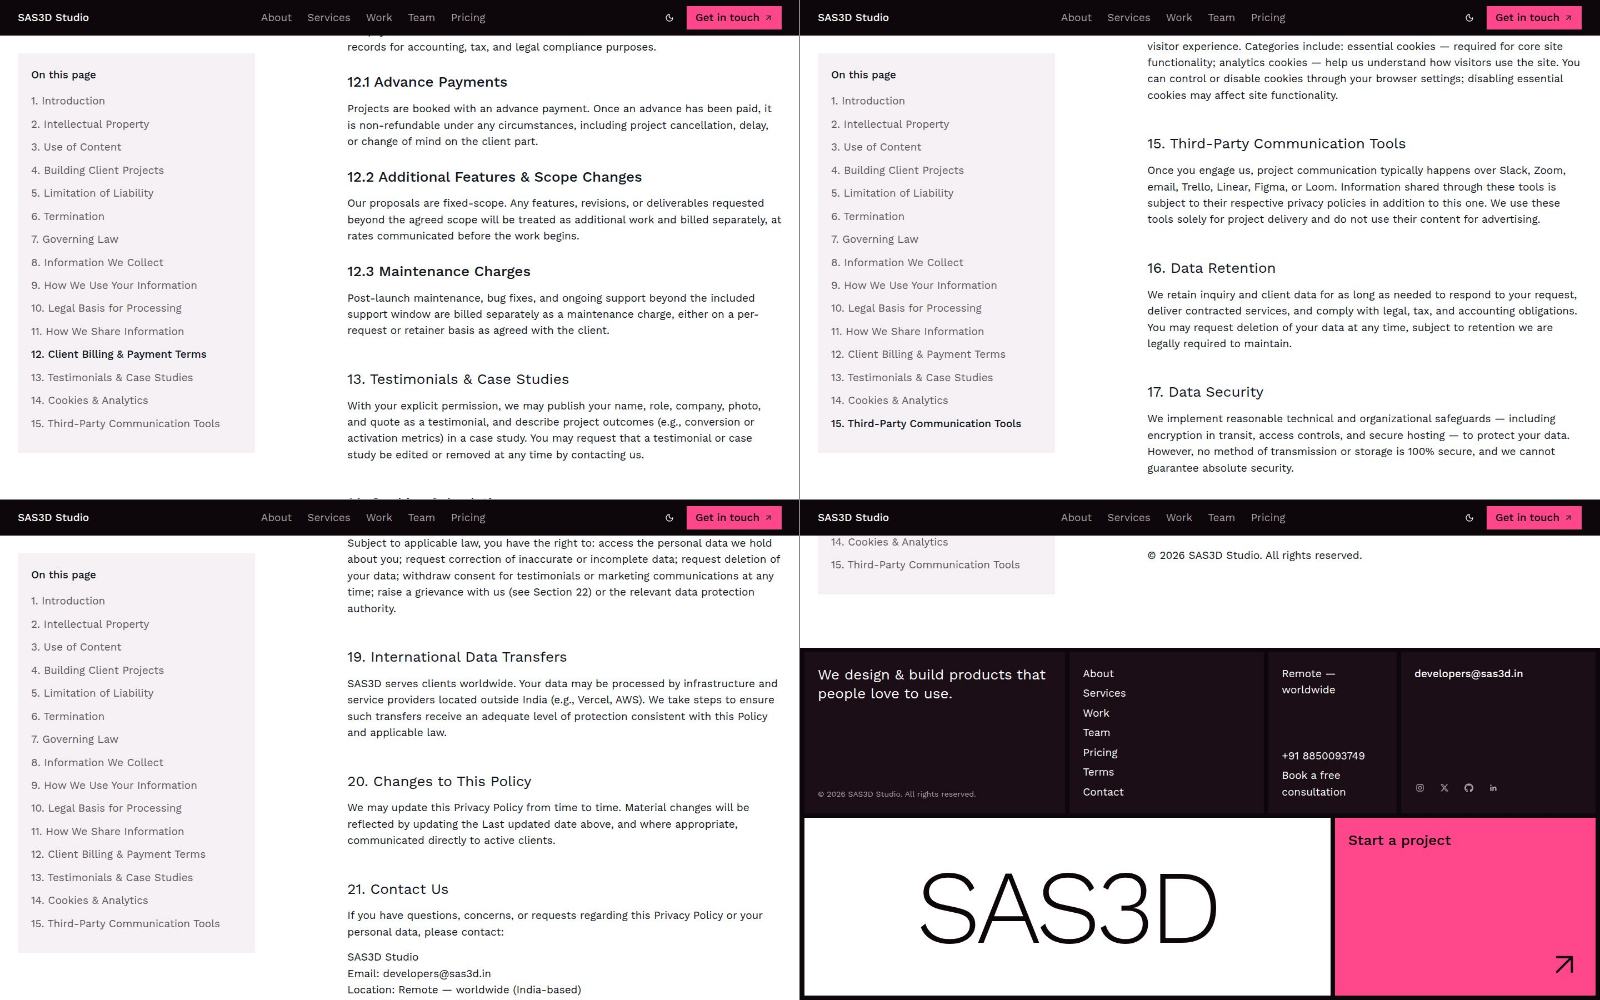 SAS3D Studio
About Services Work Team Pricing
Get in touch
On this page
1. Introduction
2. Intellectual Property
3. Use of Content
4. Building Client Projects
5. Limitation of Liability
6. Termination
7. Governing Law
8. Information We Collect
9. How We Use Your Information
10. Legal Basis for Processing
11. How We Share Information
12. Client Billing & Payment Terms
13. Testimonials & Case Studies
14. Cookies & Analytics
15. Third-Party Communication Tools
records for accounting, tax, and legal compliance purposes.
12.1 Advance Payments
Projects are booked with an advance payment. Once an advance has been paid, it
is non-refundable under any circumstances, including project cancellation, delay,
or change of mind on the client part.
12.2 Additional Features & Scope Changes
Our proposals are fixed-scope. Any features, revisions, or deliverables requested
beyond the agreed scope will be treated as additional work and billed separately, at
rates communicated before the work begins.
12.3 Maintenance Charges
Post-launch maintenance, bug fixes, and ongoing support beyond the included
support window are billed separately as a maintenance charge, either on a per-
request or retainer basis as agreed with the client.
13. Testimonials & Case Studies
With your explicit permission, we may publish your name, role, company, photo,
and quote as a testimonial, and describe project outcomes (e.g., conversion or
activation metrics) in a case study. You may request that a testimonial or case
study be edited or removed at any time by contacting us.
SAS3D Studio
About Services Work Team Pricing
Get in touch
On this page
1. Introduction
2. Intellectual Property
3. Use of Content
4. Building Client Projects
5. Limitation of Liability
6. Termination
7. Governing Law
8. Information We Collect
9. How We Use Your Information
10. Legal Basis for Processing
11. How We Share Information
12. Client Billing & Payment Terms
13. Testimonials & Case Studies
14. Cookies & Analytics
15. Third-Party Communication Tools
visitor experience. Categories include: essential cookies — required for core site
functionality; analytics cookies — help us understand how visitors use the site. You
can control or disable cookies through your browser settings; disabling essential
cookies may affect site functionality.
15. Third-Party Communication Tools
Once you engage us, project communication typically happens over Slack, Zoom,
email, Trello, Linear, Figma, or Loom. Information shared through these tools is
subject to their respective privacy policies in addition to this one. We use these
tools solely for project delivery and do not use their content for advertising.
16. Data Retention
We retain inquiry and client data for as long as needed to respond to your request,
deliver contracted services, and comply with legal, tax, and accounting obligations.
You may request deletion of your data at any time, subject to retention we are
legally required to maintain.
17. Data Security
We implement reasonable technical and organizational safeguards — including
encryption in transit, access controls, and secure hosting — to protect your data.
However, no method of transmission or storage is 100% secure, and we cannot
guarantee absolute security.
SAS3D Studio
About Services Work Team Pricing
Get in touch
On this page
1. Introduction
2. Intellectual Property
3. Use of Content
4. Building Client Projects
5. Limitation of Liability
6. Termination
7. Governing Law
8. Information We Collect
9. How We Use Your Information
10. Legal Basis for Processing
11. How We Share Information
12. Client Billing & Payment Terms
13. Testimonials & Case Studies
14. Cookies & Analytics
15. Third-Party Communication Tools
Subject to applicable law, you have the right to: access the personal data we hold
about you; request correction of inaccurate or incomplete data; request deletion of
your data; withdraw consent for testimonials or marketing communications at any
time; raise a grievance with us (see Section 22) or the relevant data protection
authority.
19. International Data Transfers
SAS3D serves clients worldwide. Your data may be processed by infrastructure and
service providers located outside India (e.g., Vercel, AWS). We take steps to ensure
such transfers receive an adequate level of protection consistent with this Policy
and applicable law.
20. Changes to This Policy
We may update this Privacy Policy from time to time. Material changes will be
reflected by updating the Last updated date above, and where appropriate,
communicated directly to active clients.
21. Contact Us
If you have questions, concerns, or requests regarding this Privacy Policy or your
personal data, please contact:
SAS3D Studio
Email: developers@sas3d.in
Location: Remote — worldwide (India-based)
SAS3D Studio
About Services Work Team Pricing
Get in touch
14. Cookies & Analytics
15. Third-Party Communication Tools
© 2026 SAS3D Studio. All rights reserved.
We design & build products that
people love to use.
© 2026 SAS3D Studio. All rights reserved.
About
Services
Work
Team
Pricing
Terms
Contact
Remote —
worldwide
+91 8850093749
Book a free
consultation
developers@sas3d.in
SAS3D
Start a project